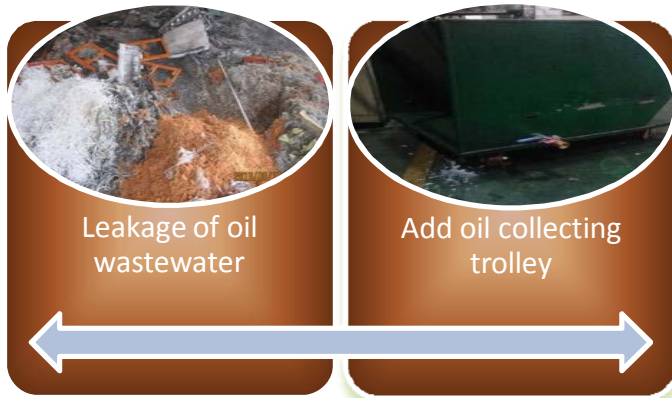 Leakage of oil
wastewater
Add oil collecting
trolley